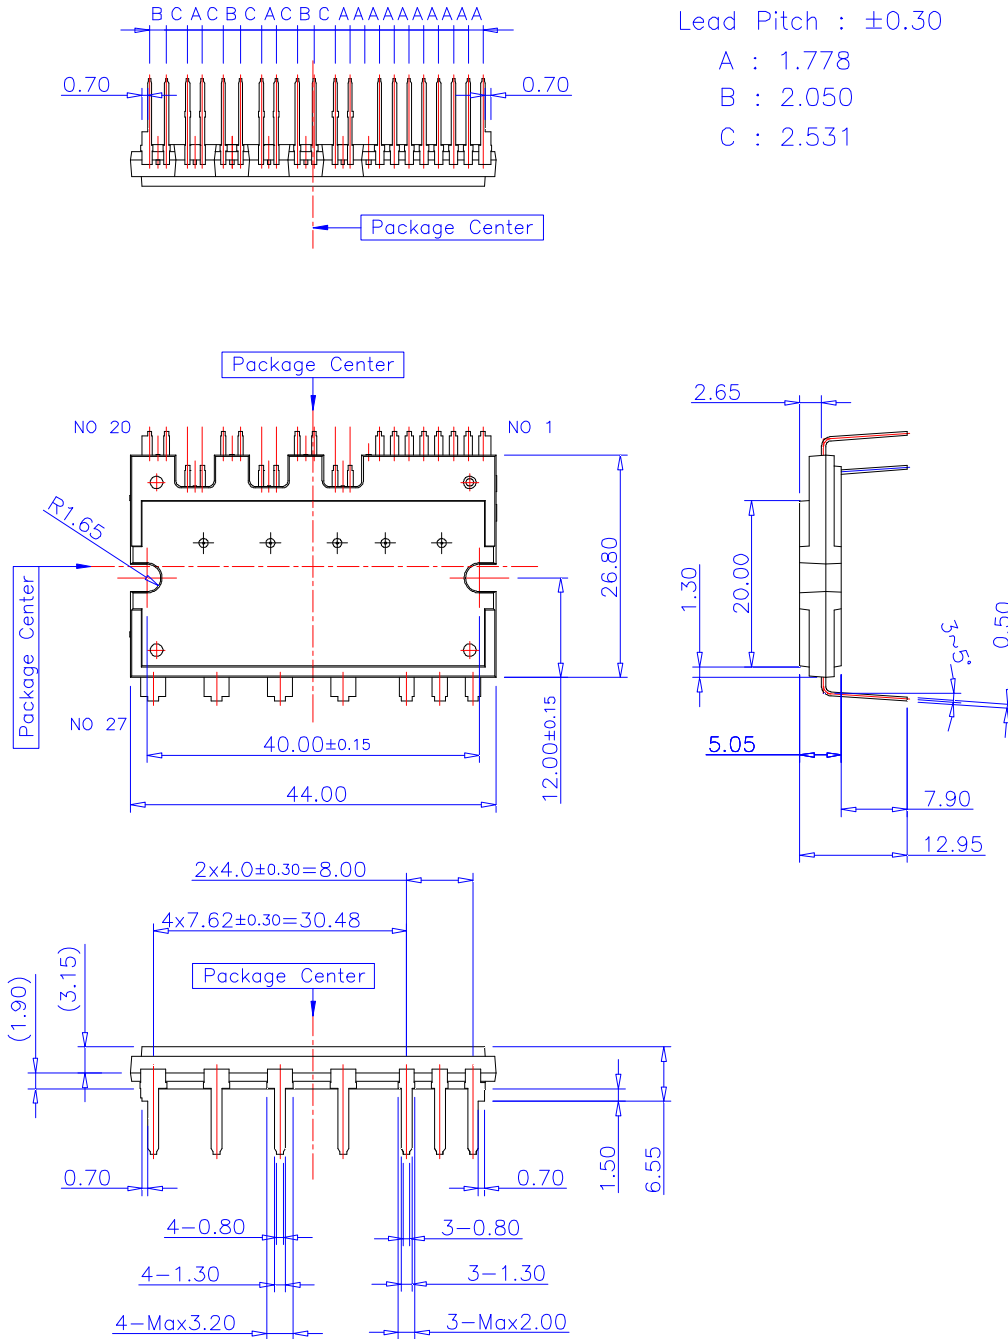 B C A C B C A C B C A A A A A A A A A A
Lead Pitch : ±0.30
A : 1.778
B : 2.050
C : 2.531
0.70
0.70
Package Center
Package Center
NO 20
NO 1
2.65
R1.65
Package Center
26.80
1.30
20.00
3~5°
0.50
NO 27
40.00±0.15
12.00±0.15
44.00
5.05
7.90
12.95
2x4.0±0.30=8.00
4x7.62±0.30=30.48
Package Center
(1.90)
(3.15)
0.70
0.70
1.50
6.55
4-0.80
3-0.80
4-1.30
3-1.30
4-Max3.20
3-Max2.00